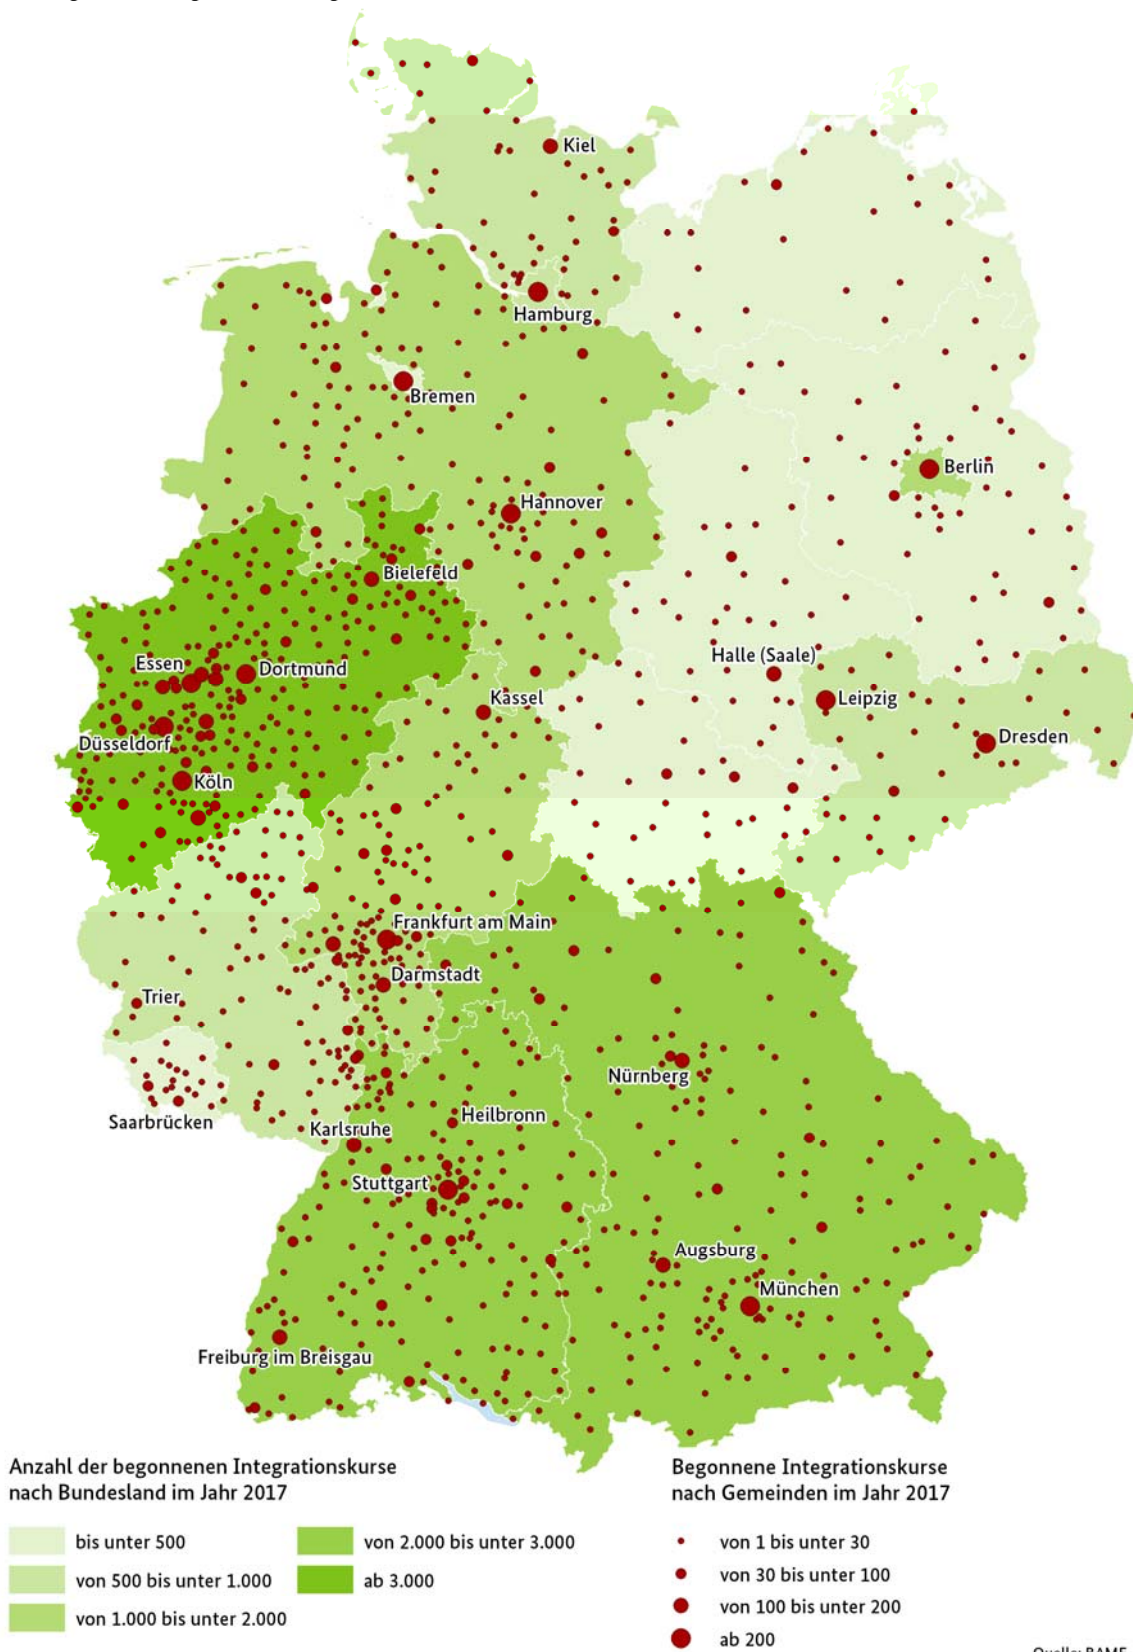 Kiel
Hamburg
Bremen
Berlin
Hannover
Bielefeld
Halle (Saale)
Essen
Dortmund
Leipzig
Kassel
Düsseldorf
Dresden
Köln
Frankfurt am Main
Darmstadt
Trier
Nürnberg
Heilbronn
Saarbrücken
Karlsruhe
Stuttgart
Augsburg
München
Freiburg im Breisgau
Anzahl der begonnenen Integrationskurse
nach Bundesland im Jahr 2017
bis unter 500
von 500 bis unter 1.000
von 1.000 bis unter 2.000
von 2.000 bis unter 3.000
ab 3.000
Begonnene Integrationskurse
nach Gemeinden im Jahr 2017
von 1 bis unter 30
von 30 bis unter 100
von 100 bis unter 200
ab 200
Quelle: BAMF